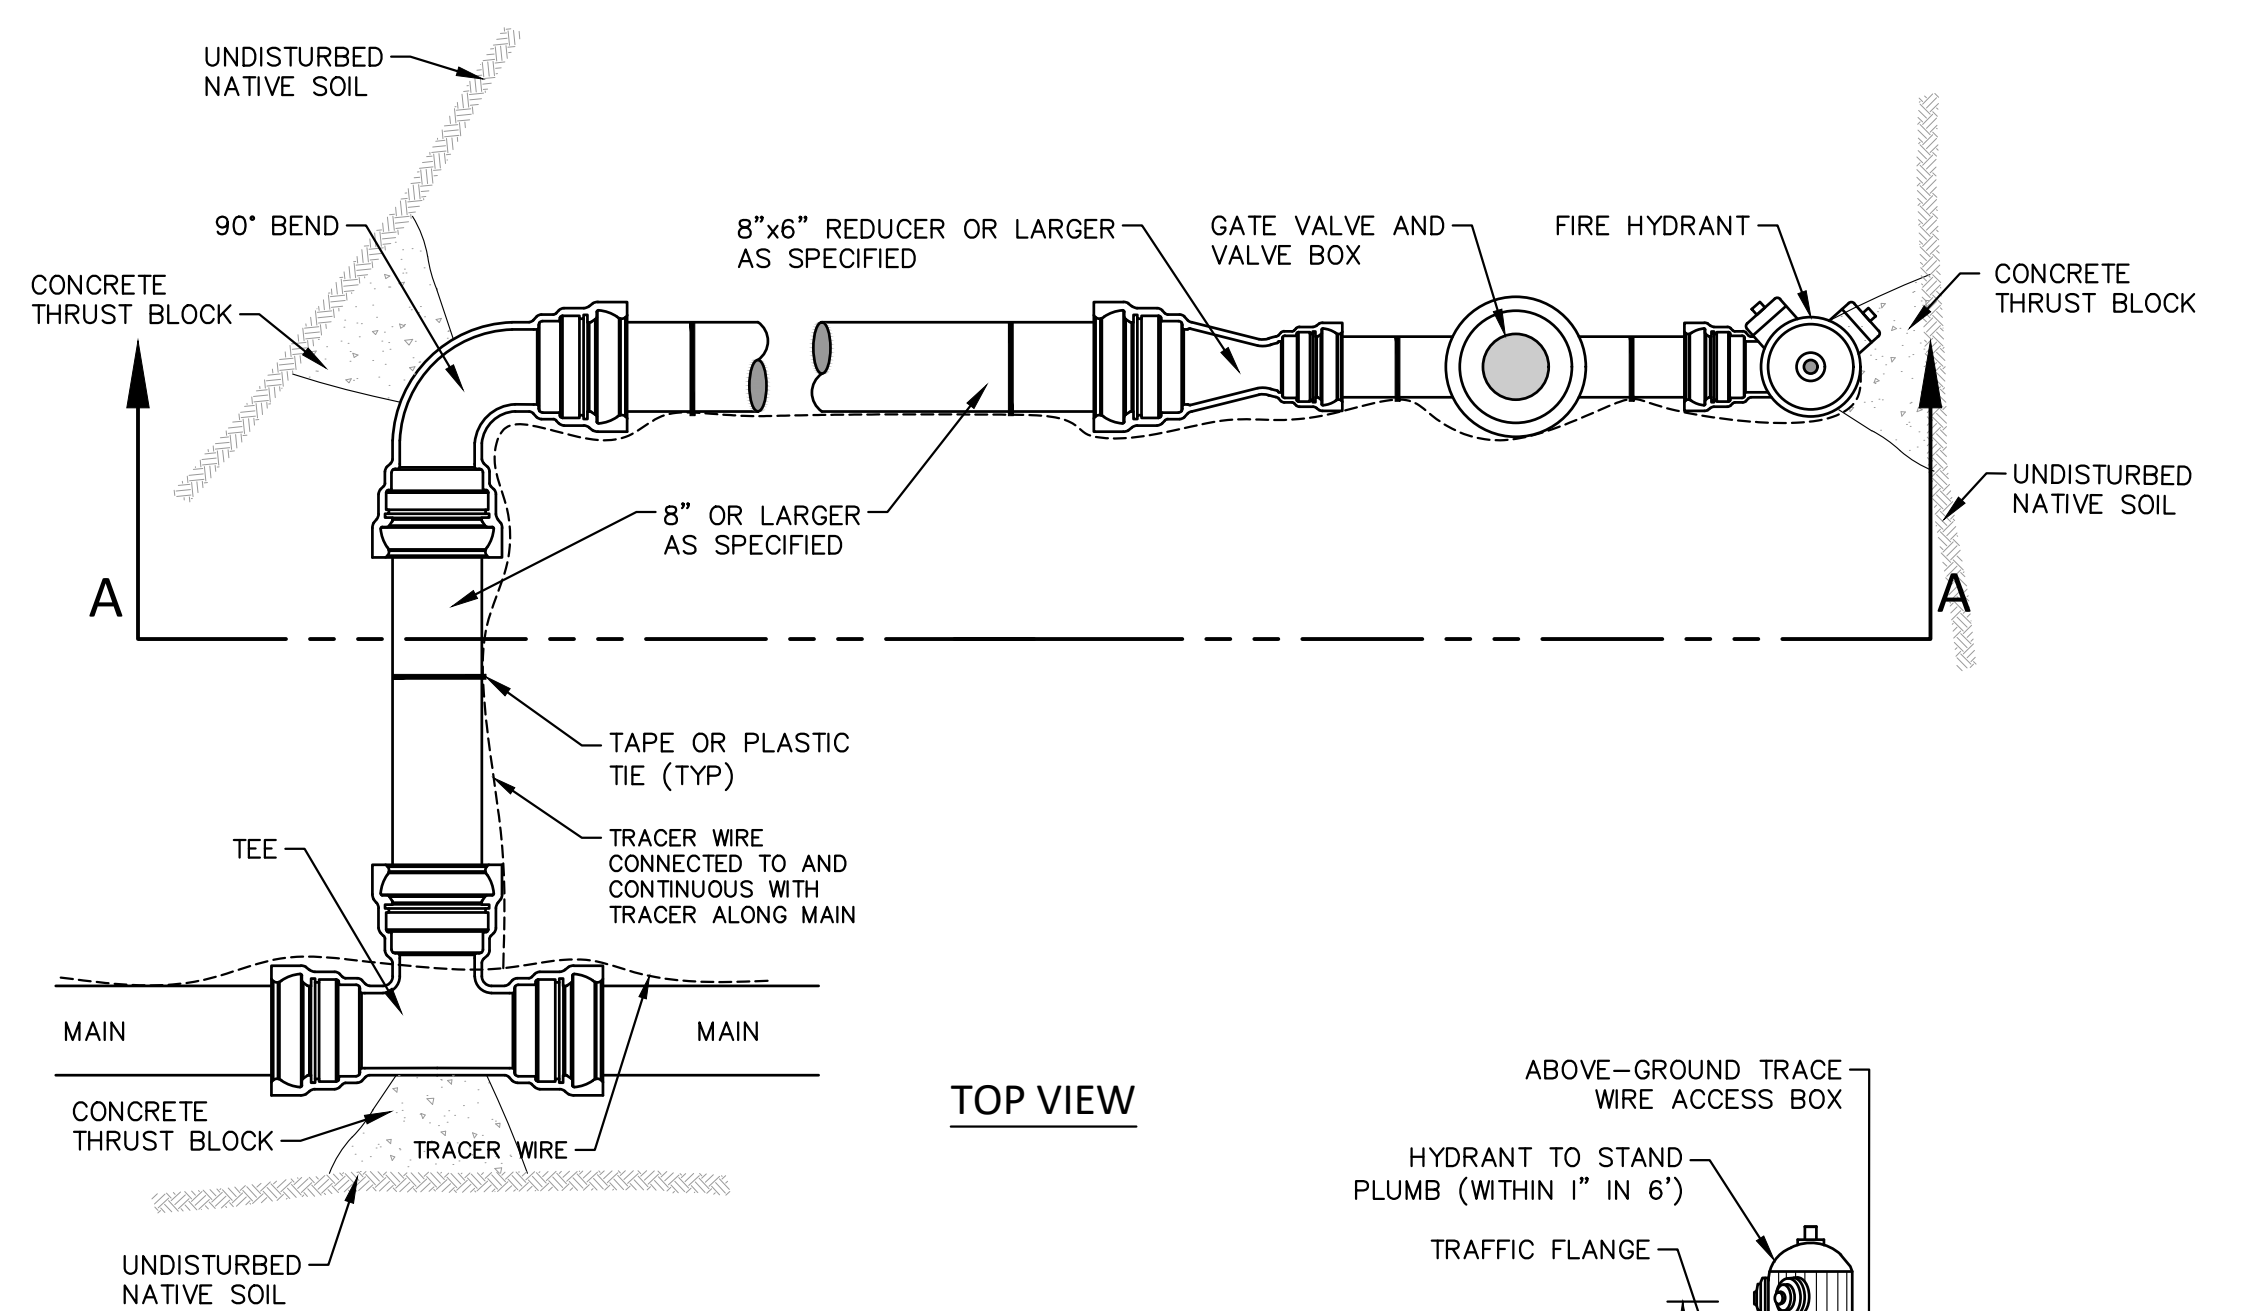 UNDISTURBED
NATIVE SOIL
90° BEND
CONCRETE
THRUST BLOCK
8”x6” REDUCER OR LARGER
AS SPECIFIED
GATE VALVE AND
VALVE BOX
FIRE HYDRANT
CONCRETE
THRUST BLOCK
UNDISTURBED
NATIVE SOIL
8” OR LARGER
AS SPECIFIED
A
A
TAPE OR PLASTIC
TIE (TYP)
TRACER WIRE
CONNECTED TO AND
CONTINUOUS WITH
TRACER ALONG MAIN
TEE
MAIN
MAIN
CONCRETE
THRUST BLOCK
TRACER WIRE
UNDISTURBED
NATIVE SOIL
TOP VIEW
ABOVE–GROUND TRACE
WIRE ACCESS BOX
HYDRANT TO STAND
PLUMB (WITHIN 1” IN 6’)
TRAFFIC FLANGE